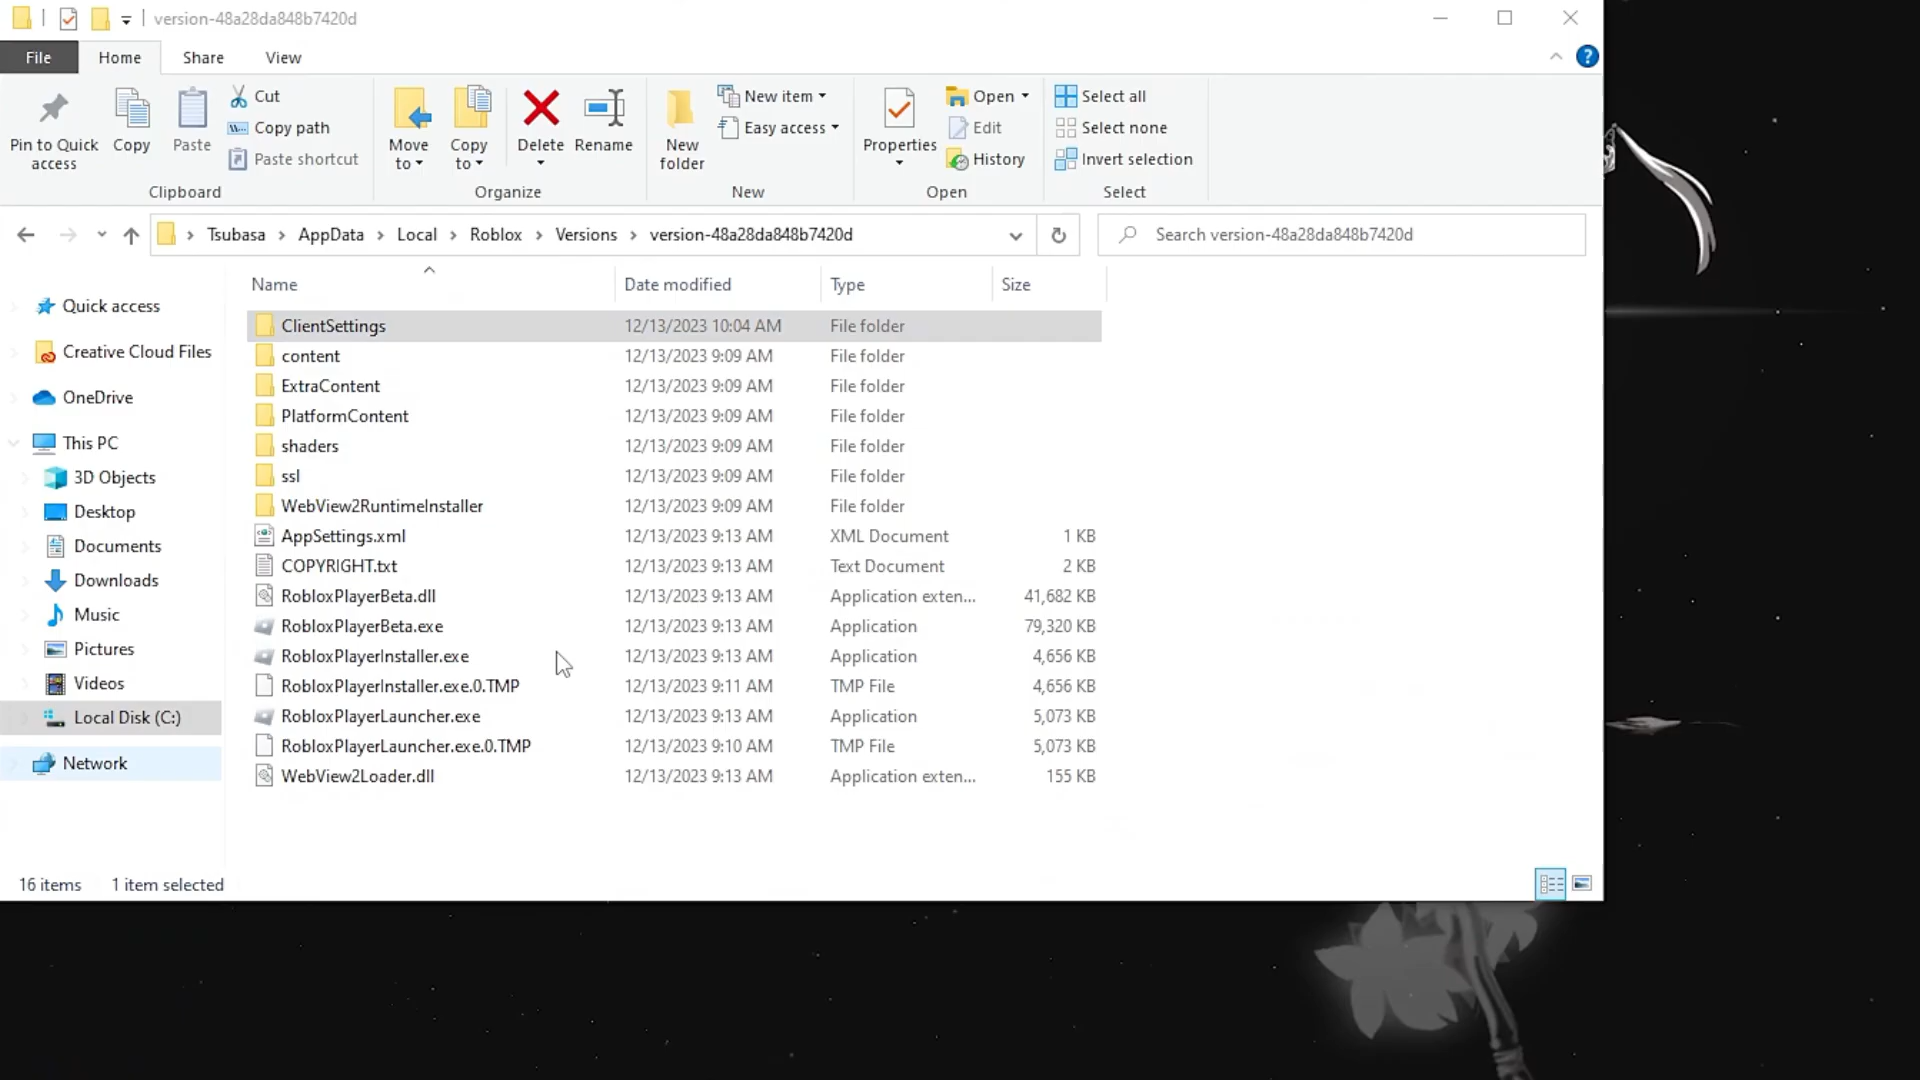 version-48a28da848b7420d
File Home Share View
Pin to Quick access
Copy
Paste
Cut
Copy path
Paste shortcut
Clipboard
Move to
Copy to
Delete
Rename
Organize
New folder
New item
Easy access
New
Properties
Open
Edit
History
Open
Select all
Select none
Invert selection
Select
Tsubasa > AppData > Local > Roblox > Versions > version-48a28da848b7420d
Search version-48a28da848b7420d
Quick access
Creative Cloud Files
OneDrive
This PC
3D Objects
Desktop
Documents
Downloads
Music
Pictures
Videos
Local Disk (C:)
Network
Name Date modified Type Size
ClientSettings 12/13/2023 10:04 AM File folder
content 12/13/2023 9:09 AM File folder
ExtraContent 12/13/2023 9:09 AM File folder
PlatformContent 12/13/2023 9:09 AM File folder
shaders 12/13/2023 9:09 AM File folder
ssl 12/13/2023 9:09 AM File folder
WebView2RuntimeInstaller 12/13/2023 9:09 AM File folder
AppSettings.xml 12/13/2023 9:13 AM XML Document 1 KB
COPYRIGHT.txt 12/13/2023 9:13 AM Text Document 2 KB
RobloxPlayerBeta.dll 12/13/2023 9:13 AM Application exten... 41,682 KB
RobloxPlayerBeta.exe 12/13/2023 9:13 AM Application 79,320 KB
RobloxPlayerInstaller.exe 12/13/2023 9:13 AM Application 4,656 KB
RobloxPlayerInstaller.exe.0.TMP 12/13/2023 9:11 AM TMP File 4,656 KB
RobloxPlayerLauncher.exe 12/13/2023 9:13 AM Application 5,073 KB
RobloxPlayerLauncher.exe.0.TMP 12/13/2023 9:10 AM TMP File 5,073 KB
WebView2Loader.dll 12/13/2023 9:13 AM Application exten... 155 KB
16 items 1 item selected